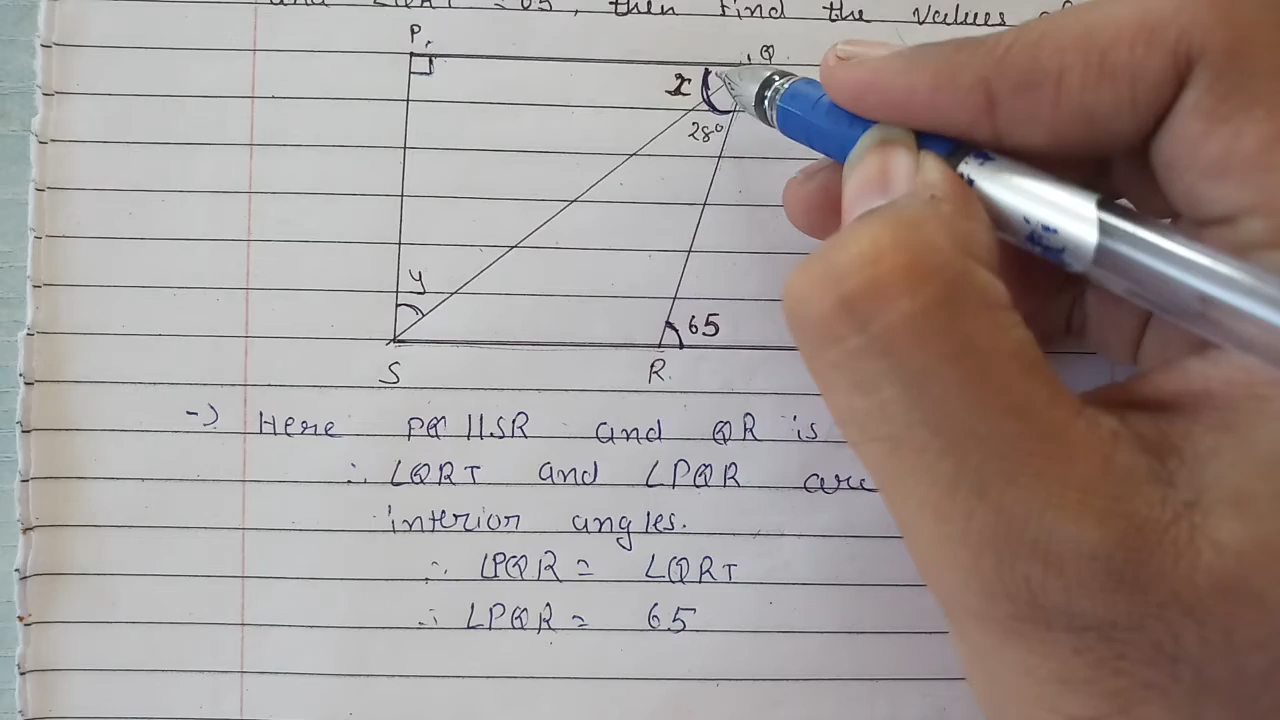 then find the values
P. Q.
x
28°
y
65
S R.
-) Here PQ IISR and QR is
∴ ∠QRT and ∠PQR are
interior angles.
∴ ∠PQR = ∠QRT
∴ ∠PQR = 65